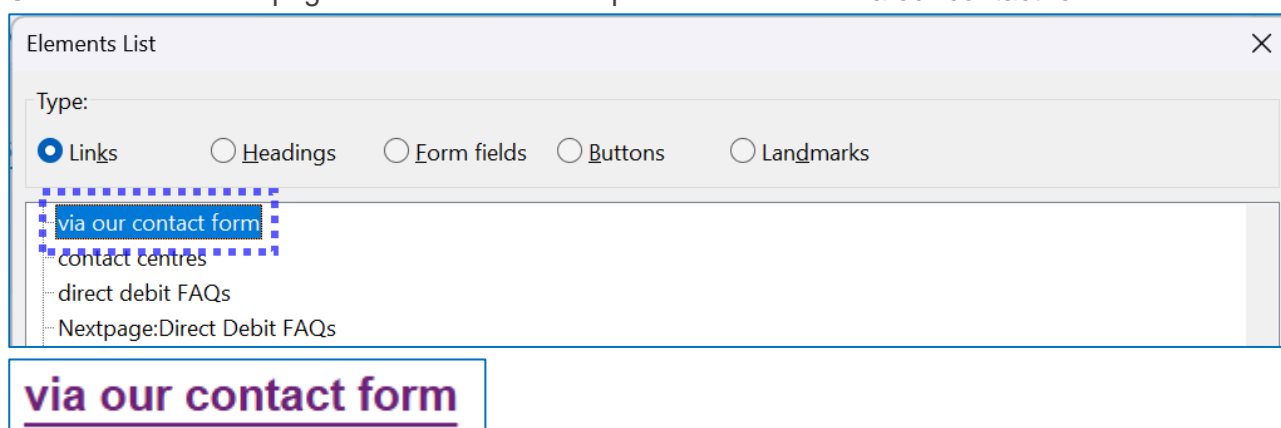 Elements List
Type:
Links Headings Form fields Buttons Landmarks
via our contact form
contact centres
direct debit FAQs
Nextpage:Direct Debit FAQs
via our contact form